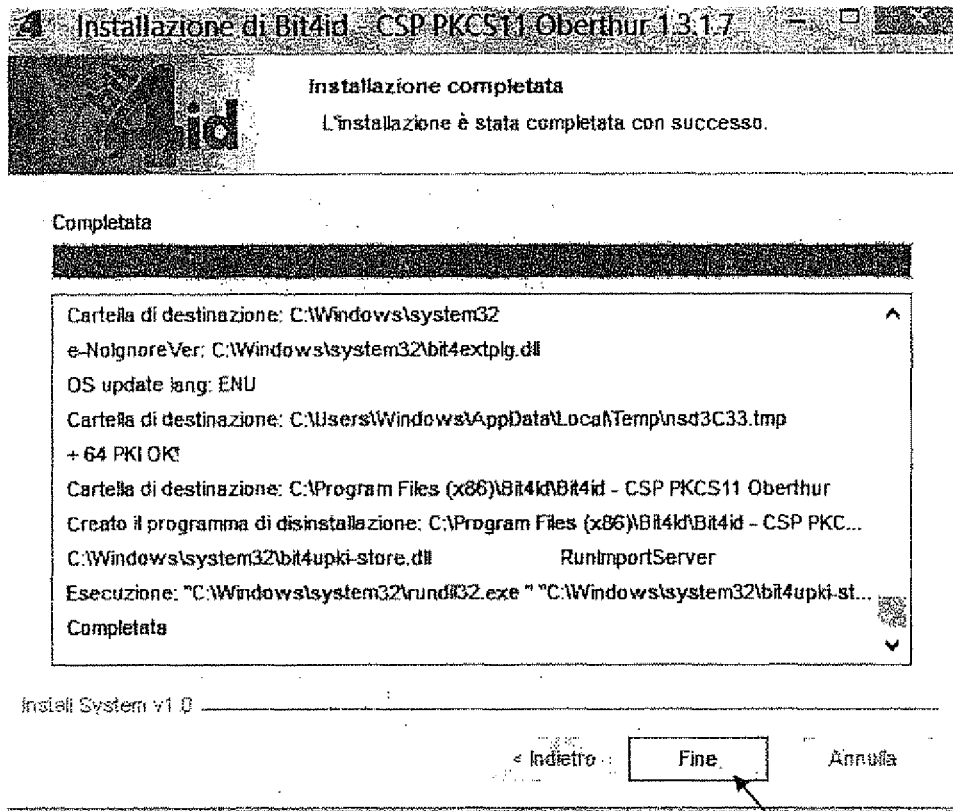 Installazione di Bit4id - CSP PKCS11 Oberthur 1.3.1.7
id
Installazione completata
L'installazione è stata completata con successo.
Completata
Cartella di destinazione: C:\Windows\system32
e-NoIgnoreVer: C:\Windows\system32\bit4extplg.dll
OS update lang: ENU
Cartella di destinazione: C:\Users\Windows\AppData\Local\Temp\nsd3C33.tmp
+ 64 PKI OK!
Cartella di destinazione: C:\Program Files (x86)\Bit4Id\Bit4id - CSP PKCS11 Oberthur
Creato il programma di disinstallazione: C:\Program Files (x86)\Bit4Id\Bit4id - CSP PKC...
C:\Windows\system32\bit4upki-store.dll RunImportServer
Esecuzione: "C:\Windows\system32\rundll32.exe " "C:\Windows\system32\bit4upki-st...
Completata
Install System v1.0
< Indietro
Fine
Annulla